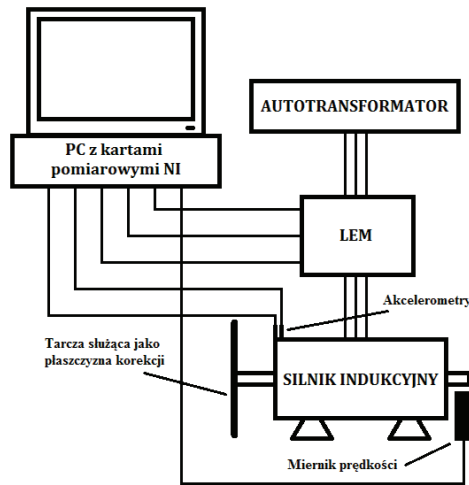 AUTOTRANSFORMATOR
PC z kartami
pomiarowymi NI
LEM
Akcelerometry
Tarcza służąca jako
płaszczyzna korekcji
SILNIK INDUKCYJNY
Miernik prędkości